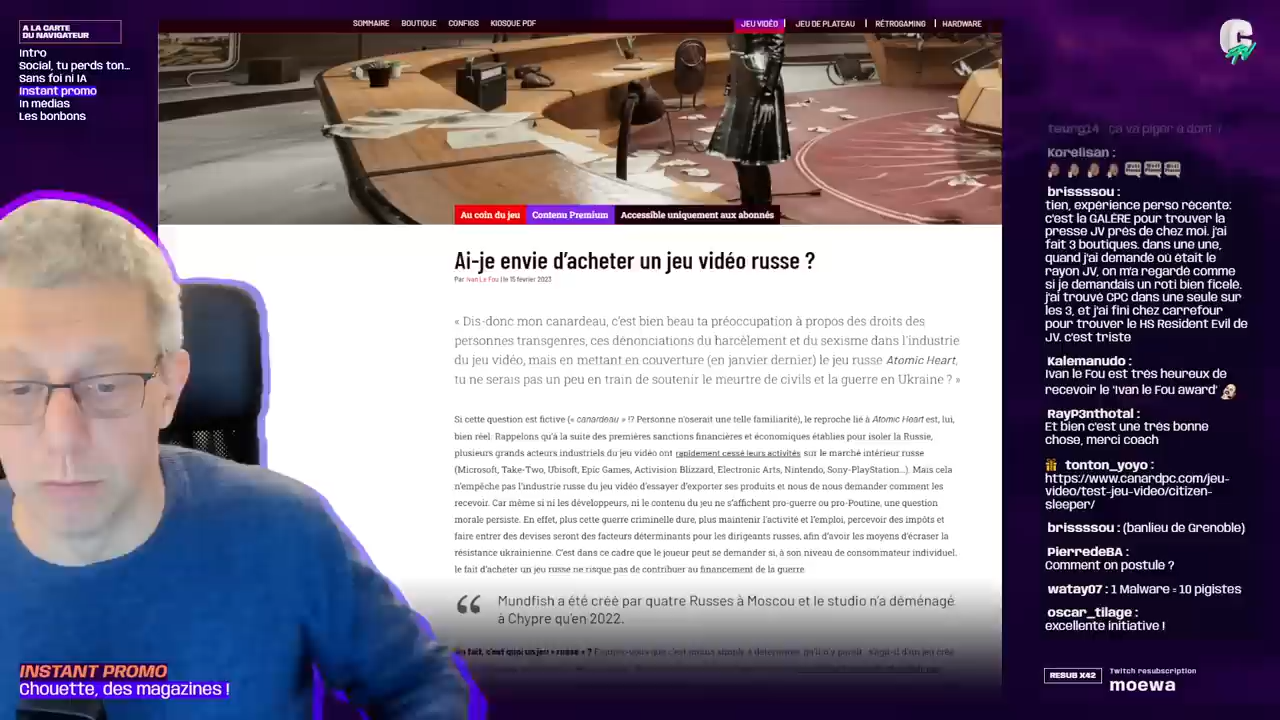 A LA CARTE
DU NAVIGATEUR
Intro
Social, tu perds ton...
Sans foi ni IA
Instant promo
In médias
Les bonbons
SOMMAIRE BOUTIQUE CONFIGS KIOSQUE PDF
JEU VIDÉO JEU DE PLATEAU RÉTROGAMING HARDWARE
Au coin du jeu Contenu Premium Accessible uniquement aux abonnés
Ai-je envie d'acheter un jeu vidéo russe ?
Par Ivan Le Fou | le 15 février 2023
« Dis-donc mon canardeau, c'est bien beau ta préoccupation à propos des droits des
personnes transgenres, ces dénonciations du harcèlement et du sexisme dans l'industrie
du jeu vidéo, mais en mettant en couverture (en janvier dernier) le jeu russe Atomic Heart,
tu ne serais pas un peu en train de soutenir le meurtre de civils et la guerre en Ukraine ? »
Si cette question est fictive (« canardeau » !? Personne n'oserait une telle familiarité), le reproche lié à Atomic Heart est, lui,
bien réel. Rappelons qu'à la suite des premières sanctions financières et économiques établies pour isoler la Russie,
plusieurs grands acteurs industriels du jeu vidéo ont rapidement cessé leurs activités sur le marché intérieur russe
(Microsoft, Take-Two, Ubisoft, Epic Games, Activision Blizzard, Electronic Arts, Nintendo, Sony-PlayStation...). Mais cela
n'empêche pas l'industrie russe du jeu vidéo d'essayer d'exporter ses produits et nous de nous demander comment les
recevoir. Car même si ni les développeurs, ni le contenu du jeu ne s'affichent pro-guerre ou pro-Poutine, une question
morale persiste. En effet, plus cette guerre criminelle dure, plus maintenir l'activité et l'emploi, percevoir des impôts et
faire entrer des devises seront des facteurs déterminants pour les dirigeants russes, afin d'avoir les moyens d'écraser la
résistance ukrainienne. C'est dans ce cadre que le joueur peut se demander si, à son niveau de consommateur individuel,
le fait d'acheter un jeu russe ne risque pas de contribuer au financement de la guerre.
“ Mundfish a été créé par quatre Russes à Moscou et le studio n'a déménagé
à Chypre qu'en 2022.
fait, c'est quoi un jeu « russe » ?
INSTANT PROMO
Chouette, des magazines !
teurg14 : ça va piger à donf !
Korelisan :
brissssou :
tien, expérience perso récente:
c'est la GALÈRE pour trouver la
presse JV près de chez moi. j'ai
fait 3 boutiques. dans une une,
quand j'ai demandé où était le
rayon JV, on m'a regardé comme
si je demandais un roti bien ficelé.
j'ai trouvé CPC dans une seule sur
les 3, et j'ai fini chez carrefour
pour trouver le HS Resident Evil de
JV. c'est triste
Kalemanudo :
Ivan le Fou est très heureux de
recevoir le 'Ivan le Fou award'
RayP3nthotal :
Et bien c'est une très bonne
chose, merci coach
tonton_yoyo :
https://www.canardpc.com/jeu-
video/test-jeu-video/citizen-
sleeper/
brissssou : (banlieu de Grenoble)
PierredeBA :
Comment on postule ?
watay07 : 1 Malware = 10 pigistes
oscar_tilage :
excellente initiative !
RESUB X42 Twitch resubscription
moewa